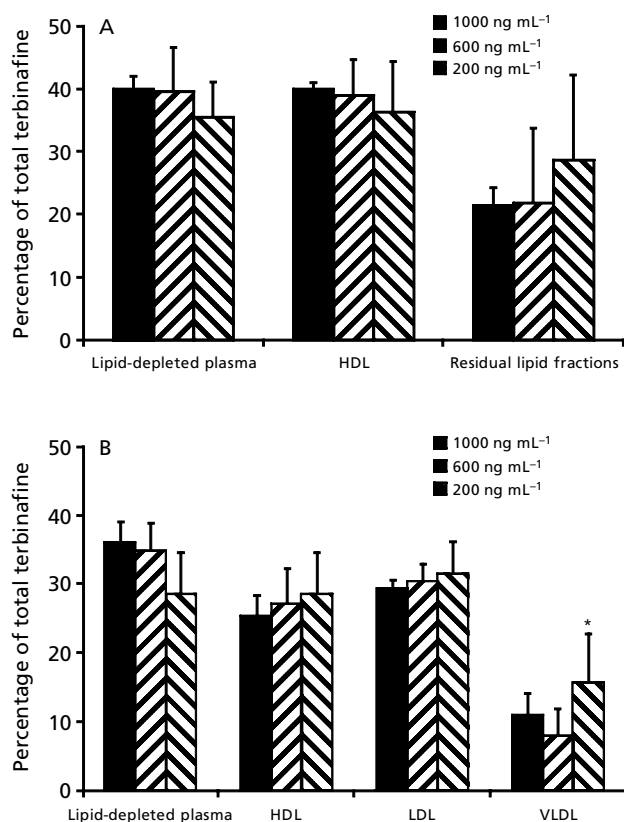 A
1000 ng mL⁻¹
600 ng mL⁻¹
200 ng mL⁻¹
Percentage of total terbinafine
50
40
30
20
10
0
Lipid-depleted plasma
HDL
Residual lipid fractions
B
1000 ng mL⁻¹
600 ng mL⁻¹
200 ng mL⁻¹
Percentage of total terbinafine
50
40
30
20
10
0
*
Lipid-depleted plasma
HDL
LDL
VLDL